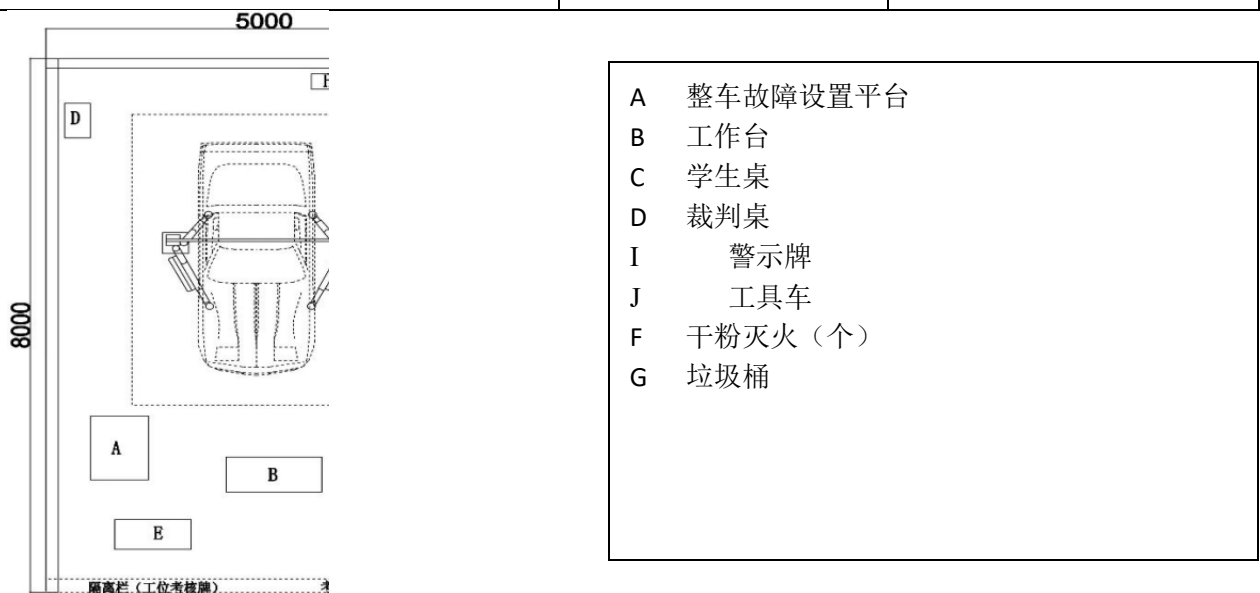 5000
D
8000
A
B
E
隔离栏（工位考核牌）
A 整车故障设置平台
B 工作台
C 学生桌
D 裁判桌
I 警示牌
J 工具车
F 干粉灭火（个）
G 垃圾桶